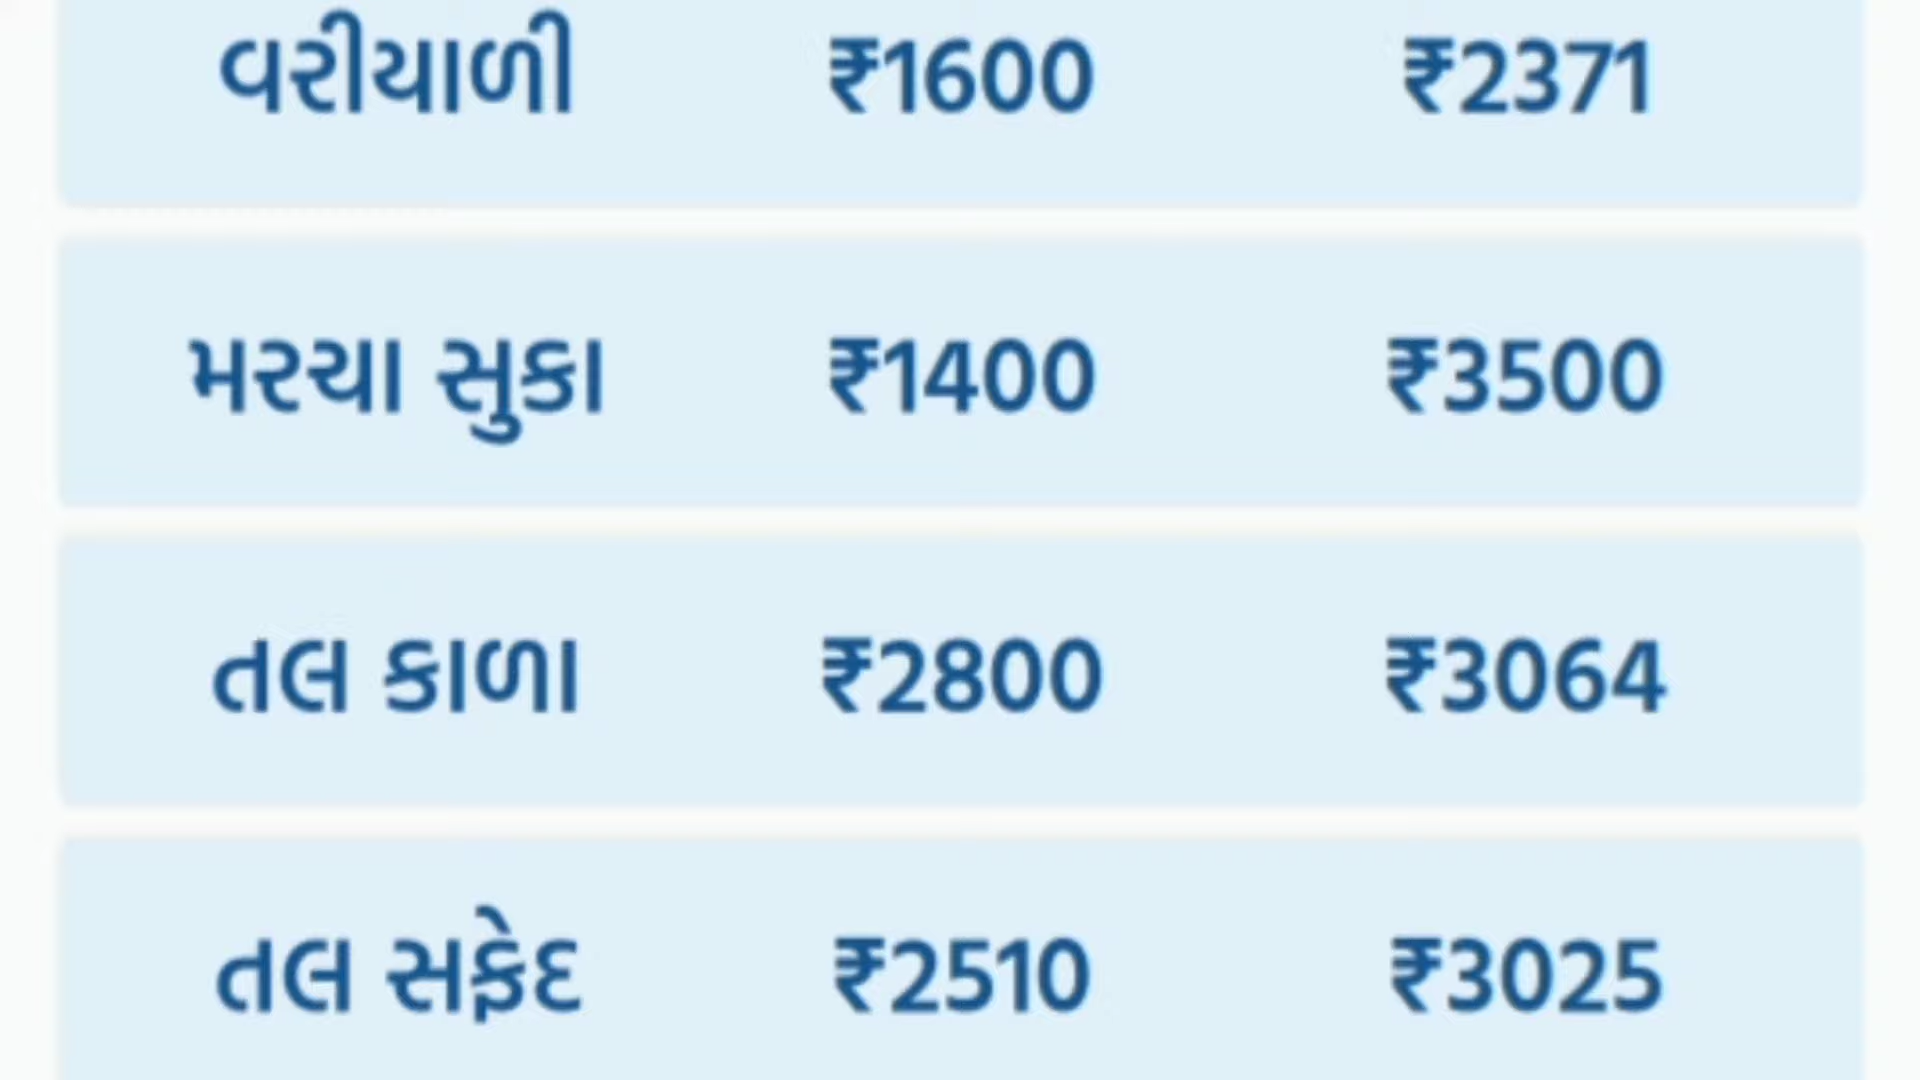 વરીયાળી ₹1600 ₹2371
મરચા સુકા ₹1400 ₹3500
તલ કાળા ₹2800 ₹3064
તલ સફેદ ₹2510 ₹3025